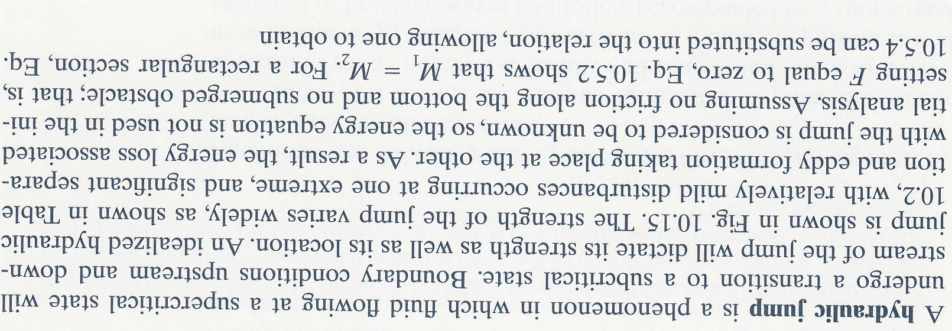 A hydraulic jump is a phenomenon in which fluid flowing at a supercritical state will
undergo a transition to a subcritical state. Boundary conditions upstream and down-
stream of the jump will dictate its strength as well as its location. An idealized hydraulic
jump is shown in Fig. 10.15. The strength of the jump varies widely, as shown in Table
10.2, with relatively mild disturbances occurring at one extreme, and significant separa-
tion and eddy formation taking place at the other. As a result, the energy loss associated
with the jump is considered to be unknown, so the energy equation is not used in the ini-
tial analysis. Assuming no friction along the bottom and no submerged obstacle; that is,
setting F equal to zero, Eq. 10.5.2 shows that M₁ = M₂. For a rectangular section, Eq.
10.5.4 can be substituted into the relation, allowing one to obtain